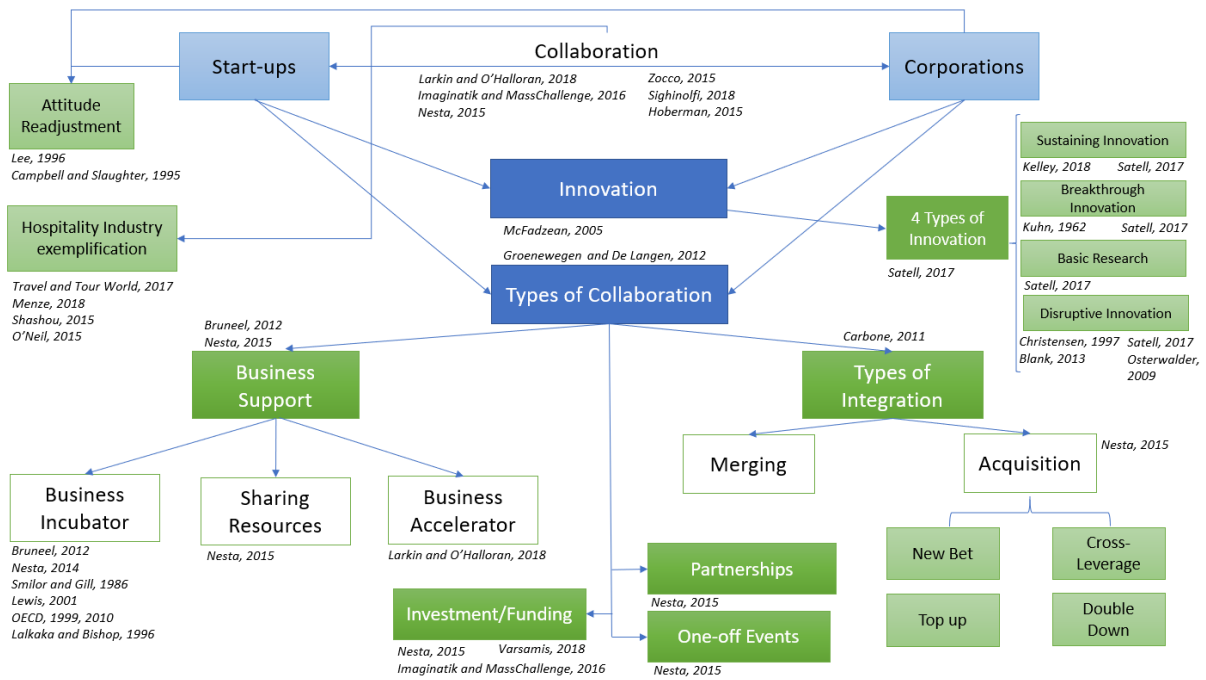 Start-ups
Collaboration
Corporations
Larkin and O'Halloran, 2018
Imaginatik and MassChallenge, 2016
Nesta, 2015
Zocco, 2015
Sighinolfi, 2018
Hoberman, 2015
Attitude
Readjustment
Lee, 1996
Campbell and Slaughter, 1995
Hospitality Industry
exemplification
Travel and Tour World, 2017
Menze, 2018
Shashou, 2015
O'Neil, 2015
Innovation
McFadzean, 2005
4 Types of
Innovation
Satell, 2017
Sustaining Innovation
Kelley, 2018 Satell, 2017
Breakthrough
Innovation
Kuhn, 1962 Satell, 2017
Basic Research
Satell, 2017
Disruptive Innovation
Christensen, 1997
Blank, 2013
Satell, 2017
Osterwalder,
2009
Groenewegen and De Langen, 2012
Types of Collaboration
Bruneel, 2012
Nesta, 2015
Business
Support
Carbone, 2011
Types of
Integration
Business
Incubator
Bruneel, 2012
Nesta, 2014
Smilor and Gill, 1986
Lewis, 2001
OECD, 1999, 2010
Lalkaka and Bishop, 1996
Sharing
Resources
Nesta, 2015
Business
Accelerator
Larkin and O'Halloran, 2018
Merging
Acquisition
Nesta, 2015
New Bet
Cross-
Leverage
Top up
Double
Down
Partnerships
Nesta, 2015
Investment/Funding
Nesta, 2015 Varsamis, 2018
Imaginatik and MassChallenge, 2016
One-off Events
Nesta, 2015